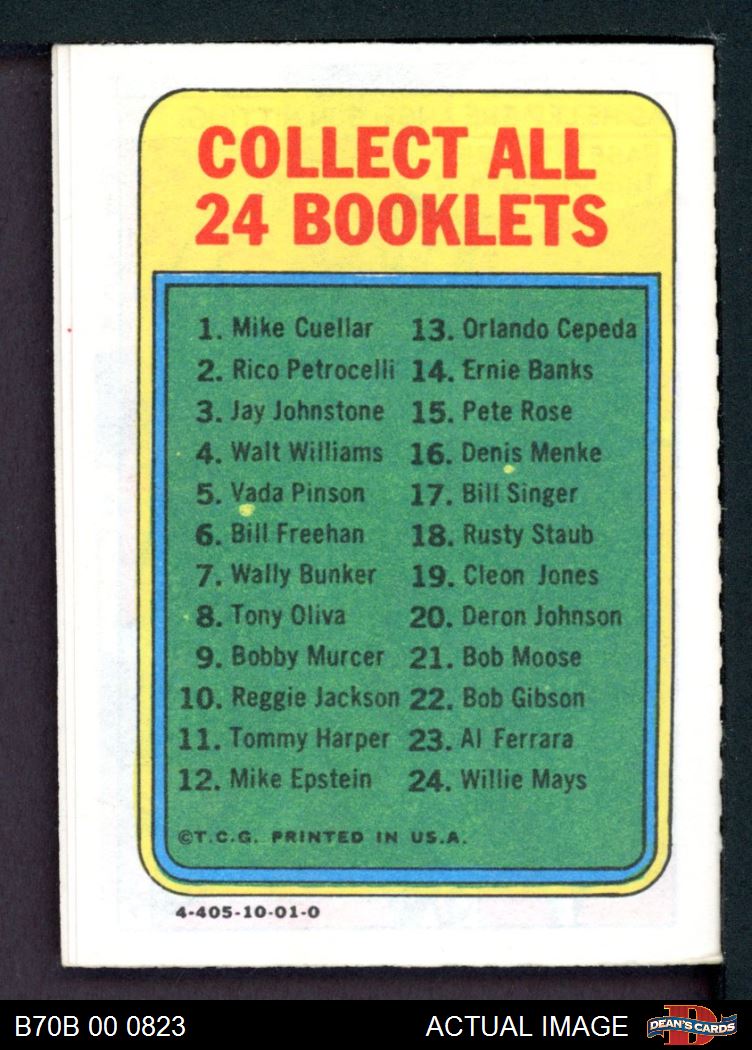 COLLECT ALL
24 BOOKLETS
1. Mike Cuellar
2. Rico Petrocelli
3. Jay Johnstone
4. Walt Williams
5. Vada Pinson
6. Bill Freehan
7. Wally Bunker
8. Tony Oliva
9. Bobby Murcer
10. Reggie Jackson
11. Tommy Harper
12. Mike Epstein
13. Orlando Cepeda
14. Ernie Banks
15. Pete Rose
16. Denis Menke
17. Bill Singer
18. Rusty Staub
19. Cleon Jones
20. Deron Johnson
21. Bob Moose
22. Bob Gibson
23. Al Ferrara
24. Willie Mays
©T.C.G. PRINTED IN U.S.A.
4-405-10-01-0
B70B 00 0823
ACTUAL IMAGE
DEAN'S CARDS